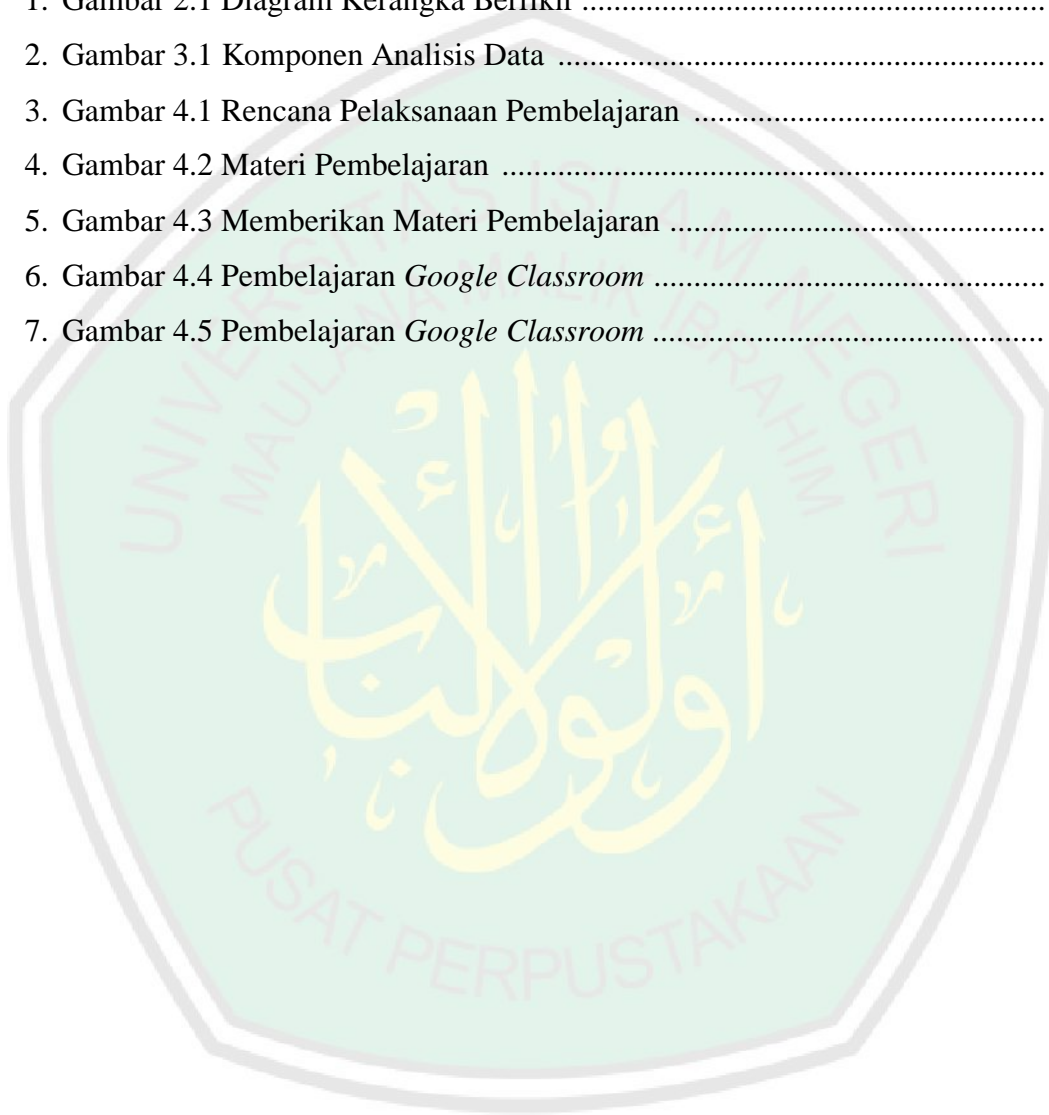 1. Gambar 2.1 Diagram Kerangka Berfikir ........................................................
2. Gambar 3.1 Komponen Analisis Data ...........................................................
3. Gambar 4.1 Rencana Pelaksanaan Pembelajaran ..........................................
4. Gambar 4.2 Materi Pembelajaran ..................................................................
5. Gambar 4.3 Memberikan Materi Pembelajaran .............................................
6. Gambar 4.4 Pembelajaran Google Classroom ...............................................
7. Gambar 4.5 Pembelajaran Google Classroom ...............................................
UNIVERSITAS ISLAM NEGERI
MAULANA MALIK IBRAHIM
أولوا الألباب
PUSAT PERPUSTAKAAN